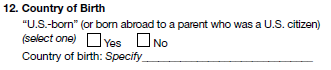 12. Country of Birth
"U.S.-born" (or born abroad to a parent who was a U.S. citizen)
(select one) Yes No
Country of birth: Specify